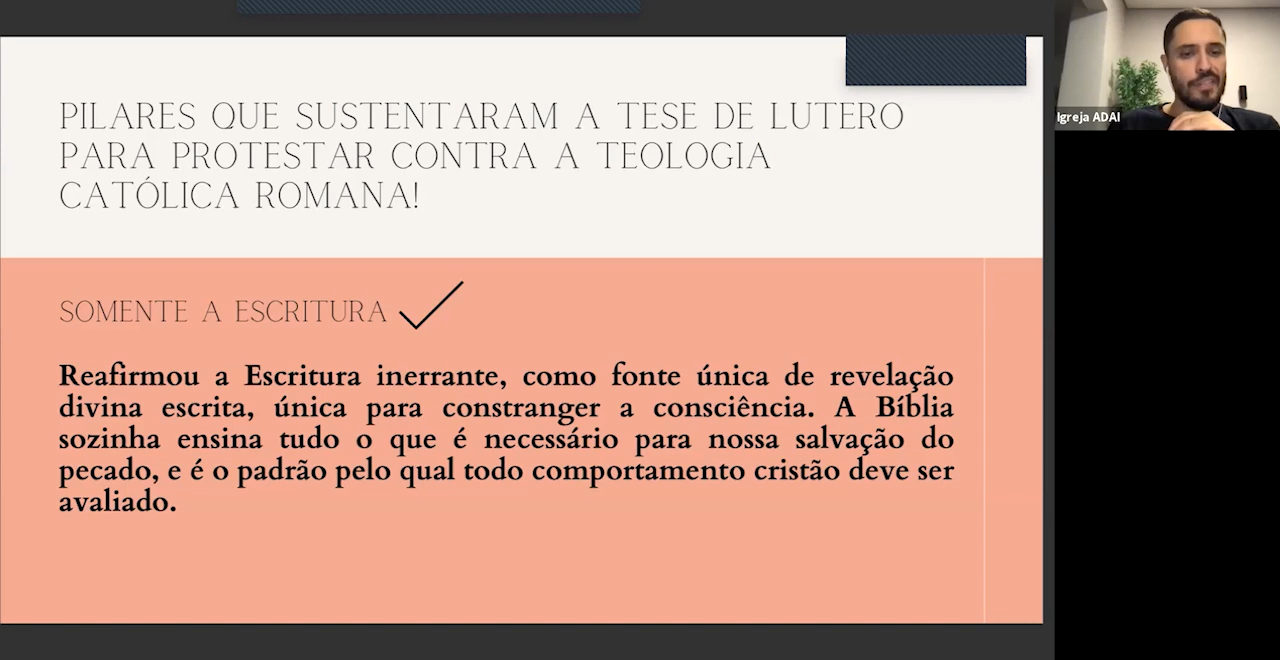 PILARES QUE SUSTENTARAM A TESE DE LUTERO
PARA PROTESTAR CONTRA A TEOLOGIA
CATÓLICA ROMANA!
SOMENTE A ESCRITURA
Reafirmou a Escritura inerrante, como fonte única de revelação
divina escrita, única para constranger a consciência. A Bíblia
sozinha ensina tudo o que é necessário para nossa salvação do
pecado, e é o padrão pelo qual todo comportamento cristão deve ser
avaliado.
Igreja ADAI